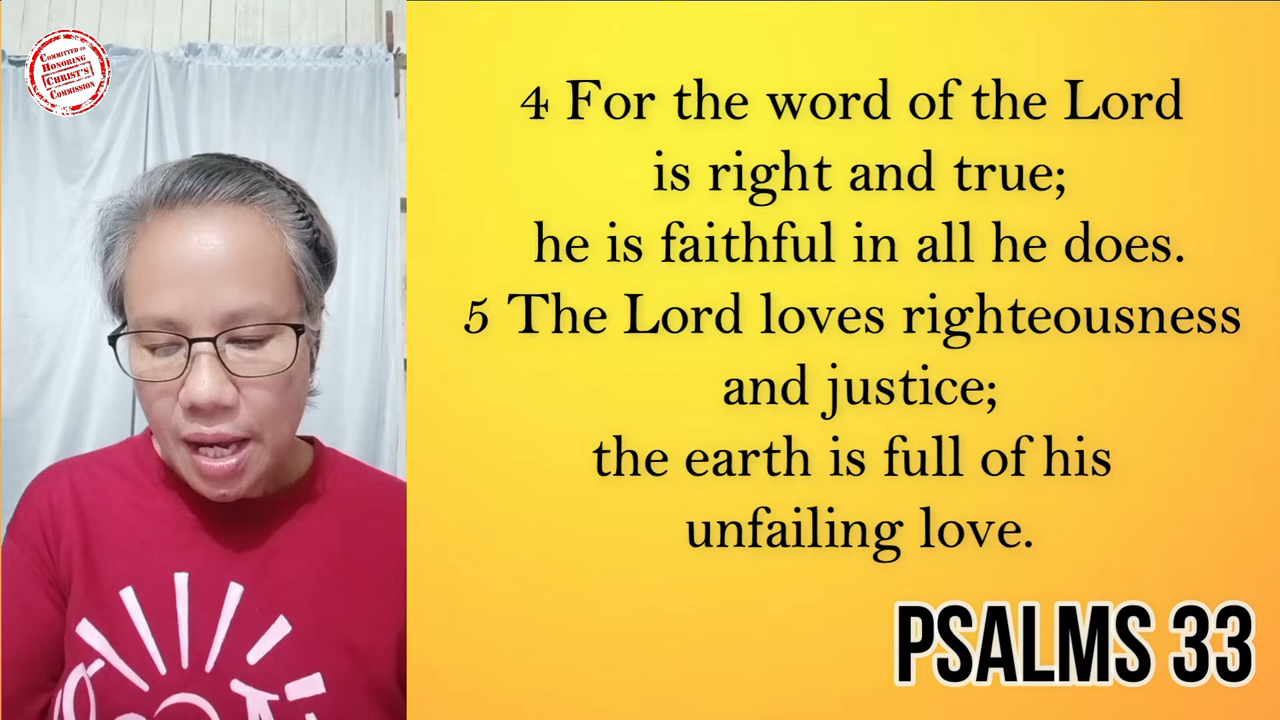 COMMITTED TO
HONORING
CHRIST'S
COMMISSION
4 For the word of the Lord
is right and true;
he is faithful in all he does.
5 The Lord loves righteousness
and justice;
the earth is full of his
unfailing love.
PSALMS 33